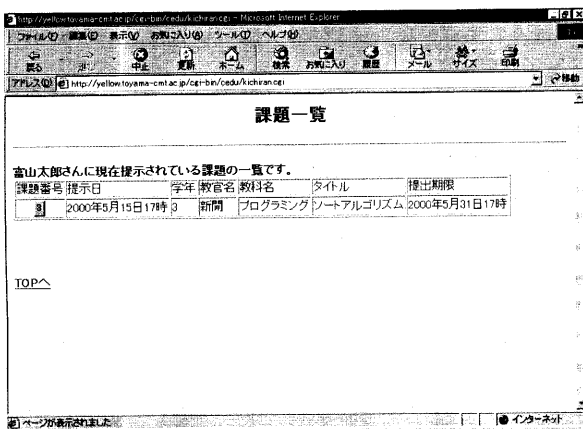 http://yellow.toyama-cmt.ac.jp/cgi-bin/cedu/kichiran.cgi - Microsoft Internet Explorer
ファイル(F) 編集(E) 表示(V) お気に入り(A) ツール(T) ヘルプ(H)
戻る 中止 更新 ホーム 検索 お気に入り 履歴 メール サイズ 印刷
アドレス(D) http://yellow.toyama-cmt.ac.jp/cgi-bin/cedu/kichiran.cgi 移動
課題一覧
富山太郎さんに現在提示されている課題の一覧です。
課題番号 提示日 学年 教官名 教科名 タイトル 提出期限
2000年5月15日17時 3 新開 プログラミング ソートアルゴリズム 2000年5月31日17時
TOPへ
ページが表示されました インターネット